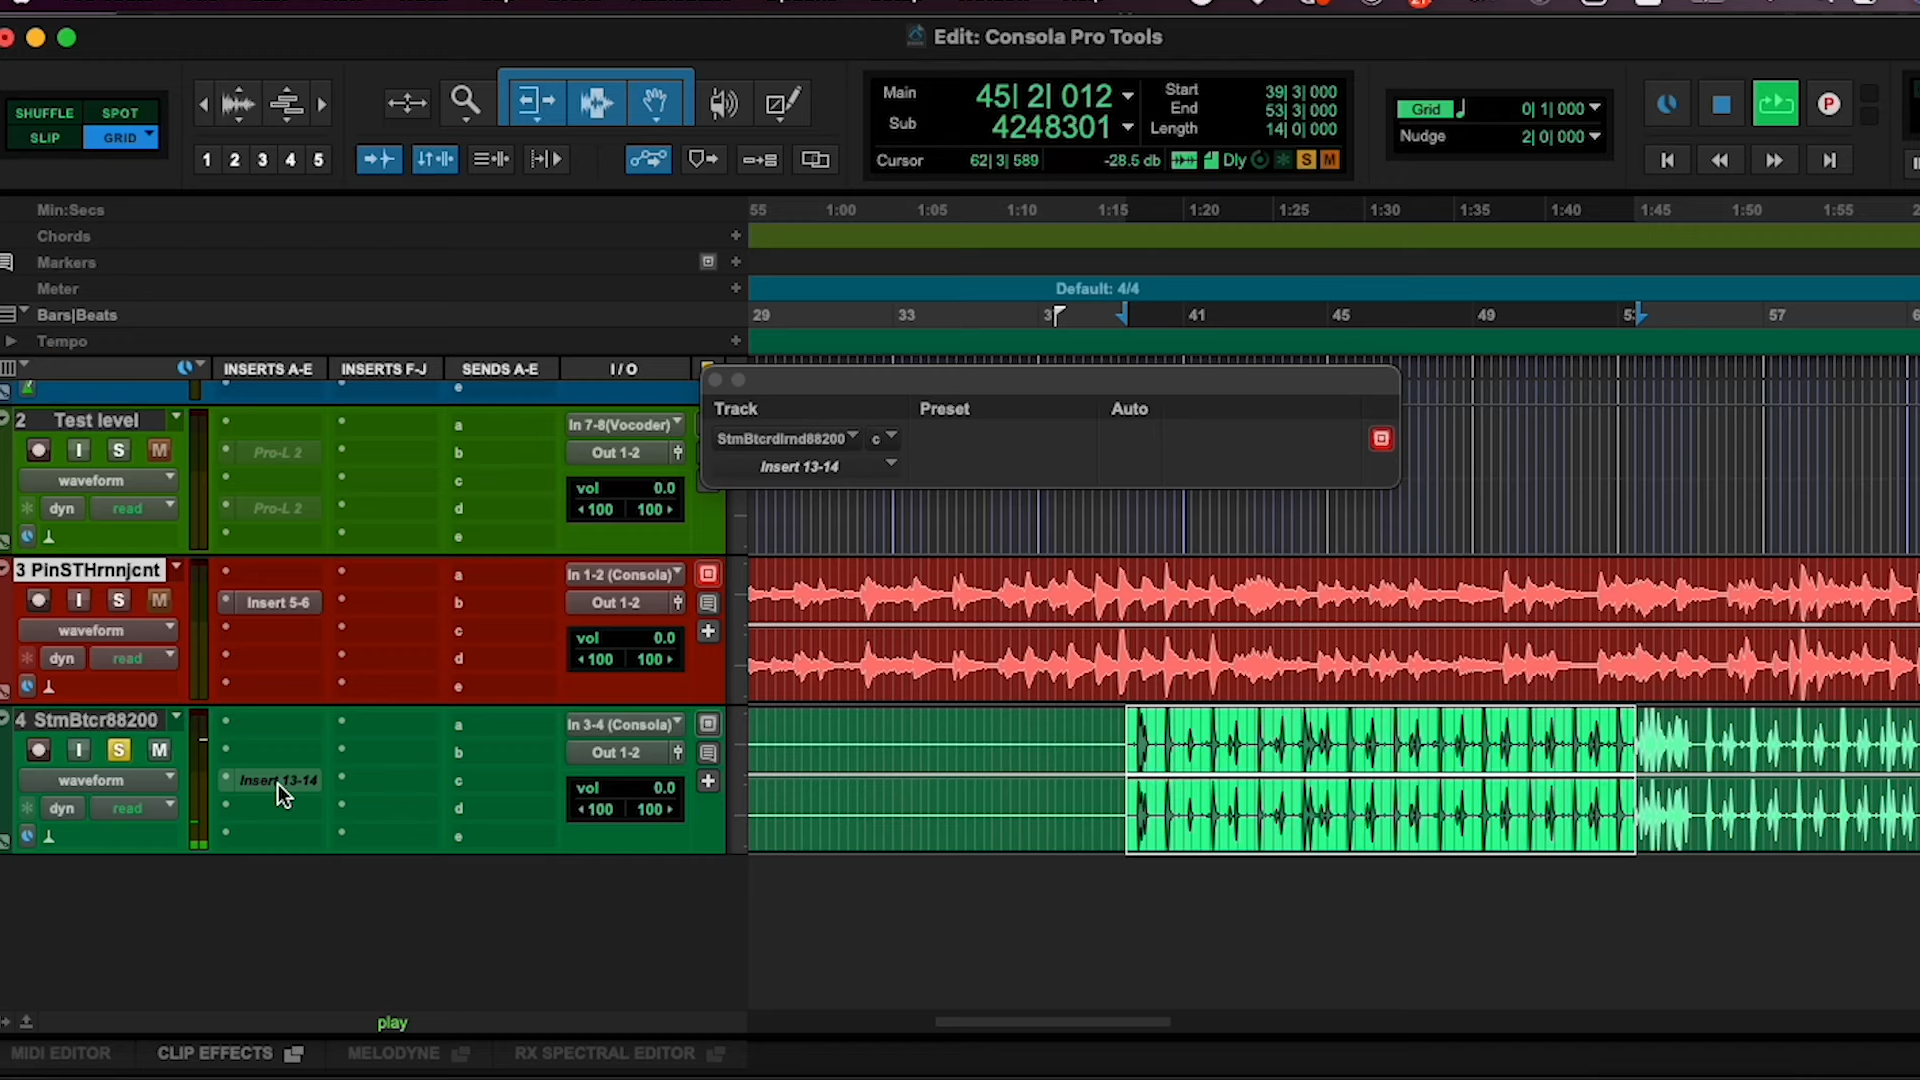 Edit: Consola Pro Tools
SHUFFLE SPOT
SLIP GRID
1 2 3 4 5
Main 45| 2| 012
Sub 4248301
Start 39| 3| 000
End 53| 3| 000
Length 14| 0| 000
Cursor 62| 3| 589 -28.5 db Dly S M
Grid 0| 1| 000
Nudge 2| 0| 000
P
Min:Secs
55 1:00 1:05 1:10 1:15 1:20 1:25 1:30 1:35 1:40 1:45 1:50 1:55
Chords
Markers
Meter
Default: 4/4
Bars|Beats
29 33 41 45 49 57
Tempo
INSERTS A-E INSERTS F-J SENDS A-E I / O
e
2 Test level
a In 7-8(Vocoder)
I S M Pro-L 2 b Out 1-2
waveform c vol 0.0
dyn read Pro-L 2 d 100 100
e
Track Preset Auto
StmBtcrdlrnd88200 c
Insert 13-14
3 PinSTHrnnjcnt a In 1-2 (Consola)
I S M Insert 5-6 b Out 1-2
waveform c vol 0.0
dyn read d 100 100
e
4 StmBtcr88200 a In 3-4 (Consola)
I S M b Out 1-2
waveform Insert 13-14 c vol 0.0
dyn read d 100 100
e
play
MIDI EDITOR CLIP EFFECTS MELODYNE RX SPECTRAL EDITOR